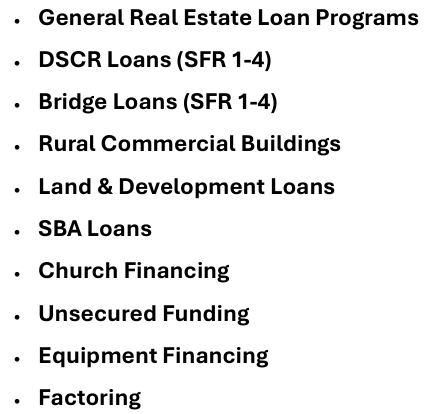 • General Real Estate Loan Programs
• DSCR Loans (SFR 1-4)
• Bridge Loans (SFR 1-4)
• Rural Commercial Buildings
• Land & Development Loans
• SBA Loans
• Church Financing
• Unsecured Funding
• Equipment Financing
• Factoring